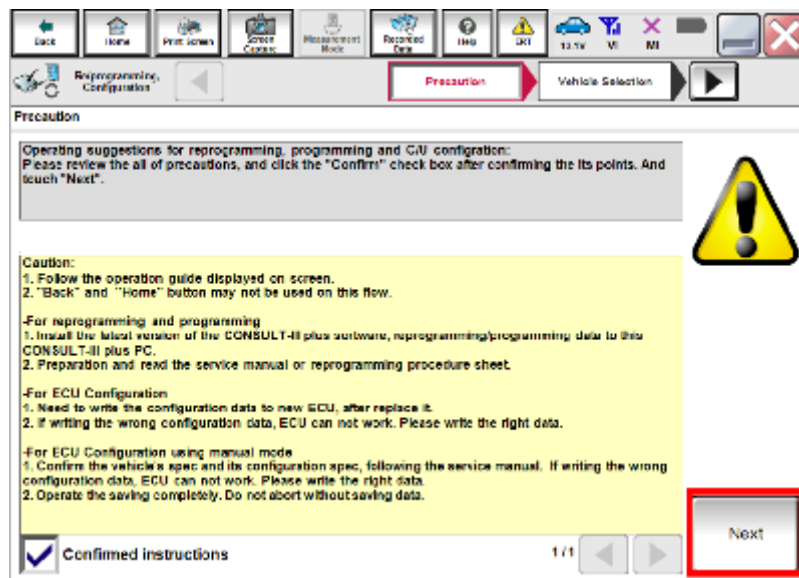 Back
Home
Print Screen
Screen Capture
Measurement Mode
Recorded Data
Help
ERT
13.1V
VI
MI
Reprogramming, Configuration
Precaution
Vehicle Selection
Precaution
Operating suggestions for reprogramming, programming and C/U configration:
Please review the all of precautions, and click the "Confirm" check box after confirming the its points. And
touch "Next".
Caution:
1. Follow the operation guide displayed on screen.
2. "Back" and "Home" button may not be used on this flow.
-For reprogramming and programming
1. Install the latest version of the CONSULT-III plus software, reprogramming/programming data to this
CONSULT-III plus PC.
2. Preparation and read the service manual or reprogramming procedure sheet.
-For ECU Configuration
1. Need to write the configuration data to new ECU, after replace it.
2. If writing the wrong configuration data, ECU can not work. Please write the right data.
-For ECU Configuration using manual mode
1. Confirm the vehicle's spec and its configuration spec, following the service manual. If writing the wrong
configuration data, ECU can not work. Please write the right data
2. Operate the saving completely. Do not abort without saving data.
Next
Confirmed instructions
1/1